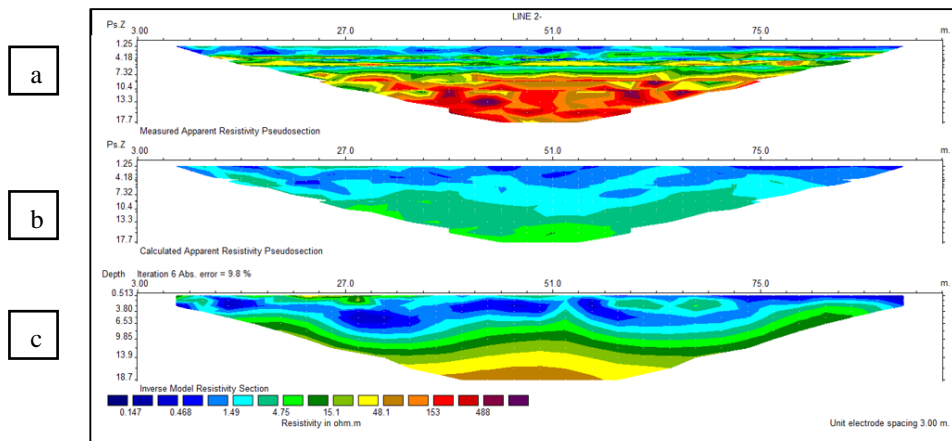 LINE 2-
Ps.Z 3.00 27.0 51.0 75.0 m.
a
1.25
4.18
7.32
10.4
13.3
17.7
Measured Apparent Resistivity Pseudosection
Ps.Z 3.00 27.0 51.0 75.0 m.
b
1.25
4.18
7.32
10.4
13.3
17.7
Calculated Apparent Resistivity Pseudosection
Depth Iteration 6 Abs. error = 9.8 %
3.00 27.0 51.0 75.0 m.
c
0.513
3.80
6.53
9.85
13.9
18.7
Inverse Model Resistivity Section
0.147 0.468 1.49 4.75 15.1 48.1 153 488
Resistivity in ohm.m
Unit electrode spacing 3.00 m.